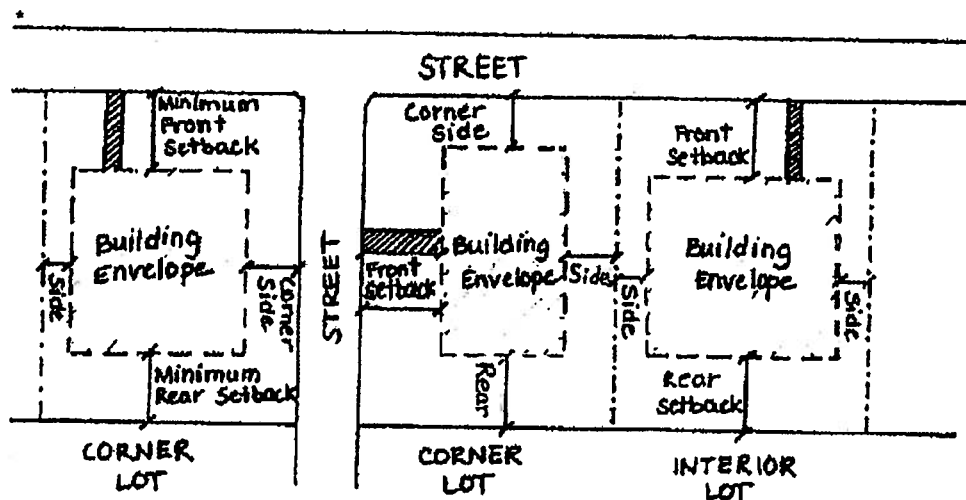 *
STREET
Minimum
Front
Setback
Building
Envelope
Side
Corner
Side
Minimum
Rear Setback
CORNER
LOT
STREET
Corner
Side
Front
Setback
Building
Envelope
Side
Rear
CORNER
LOT
Front
Setback
Building
Envelope
Side
Side
Rear
Setback
INTERIOR
LOT